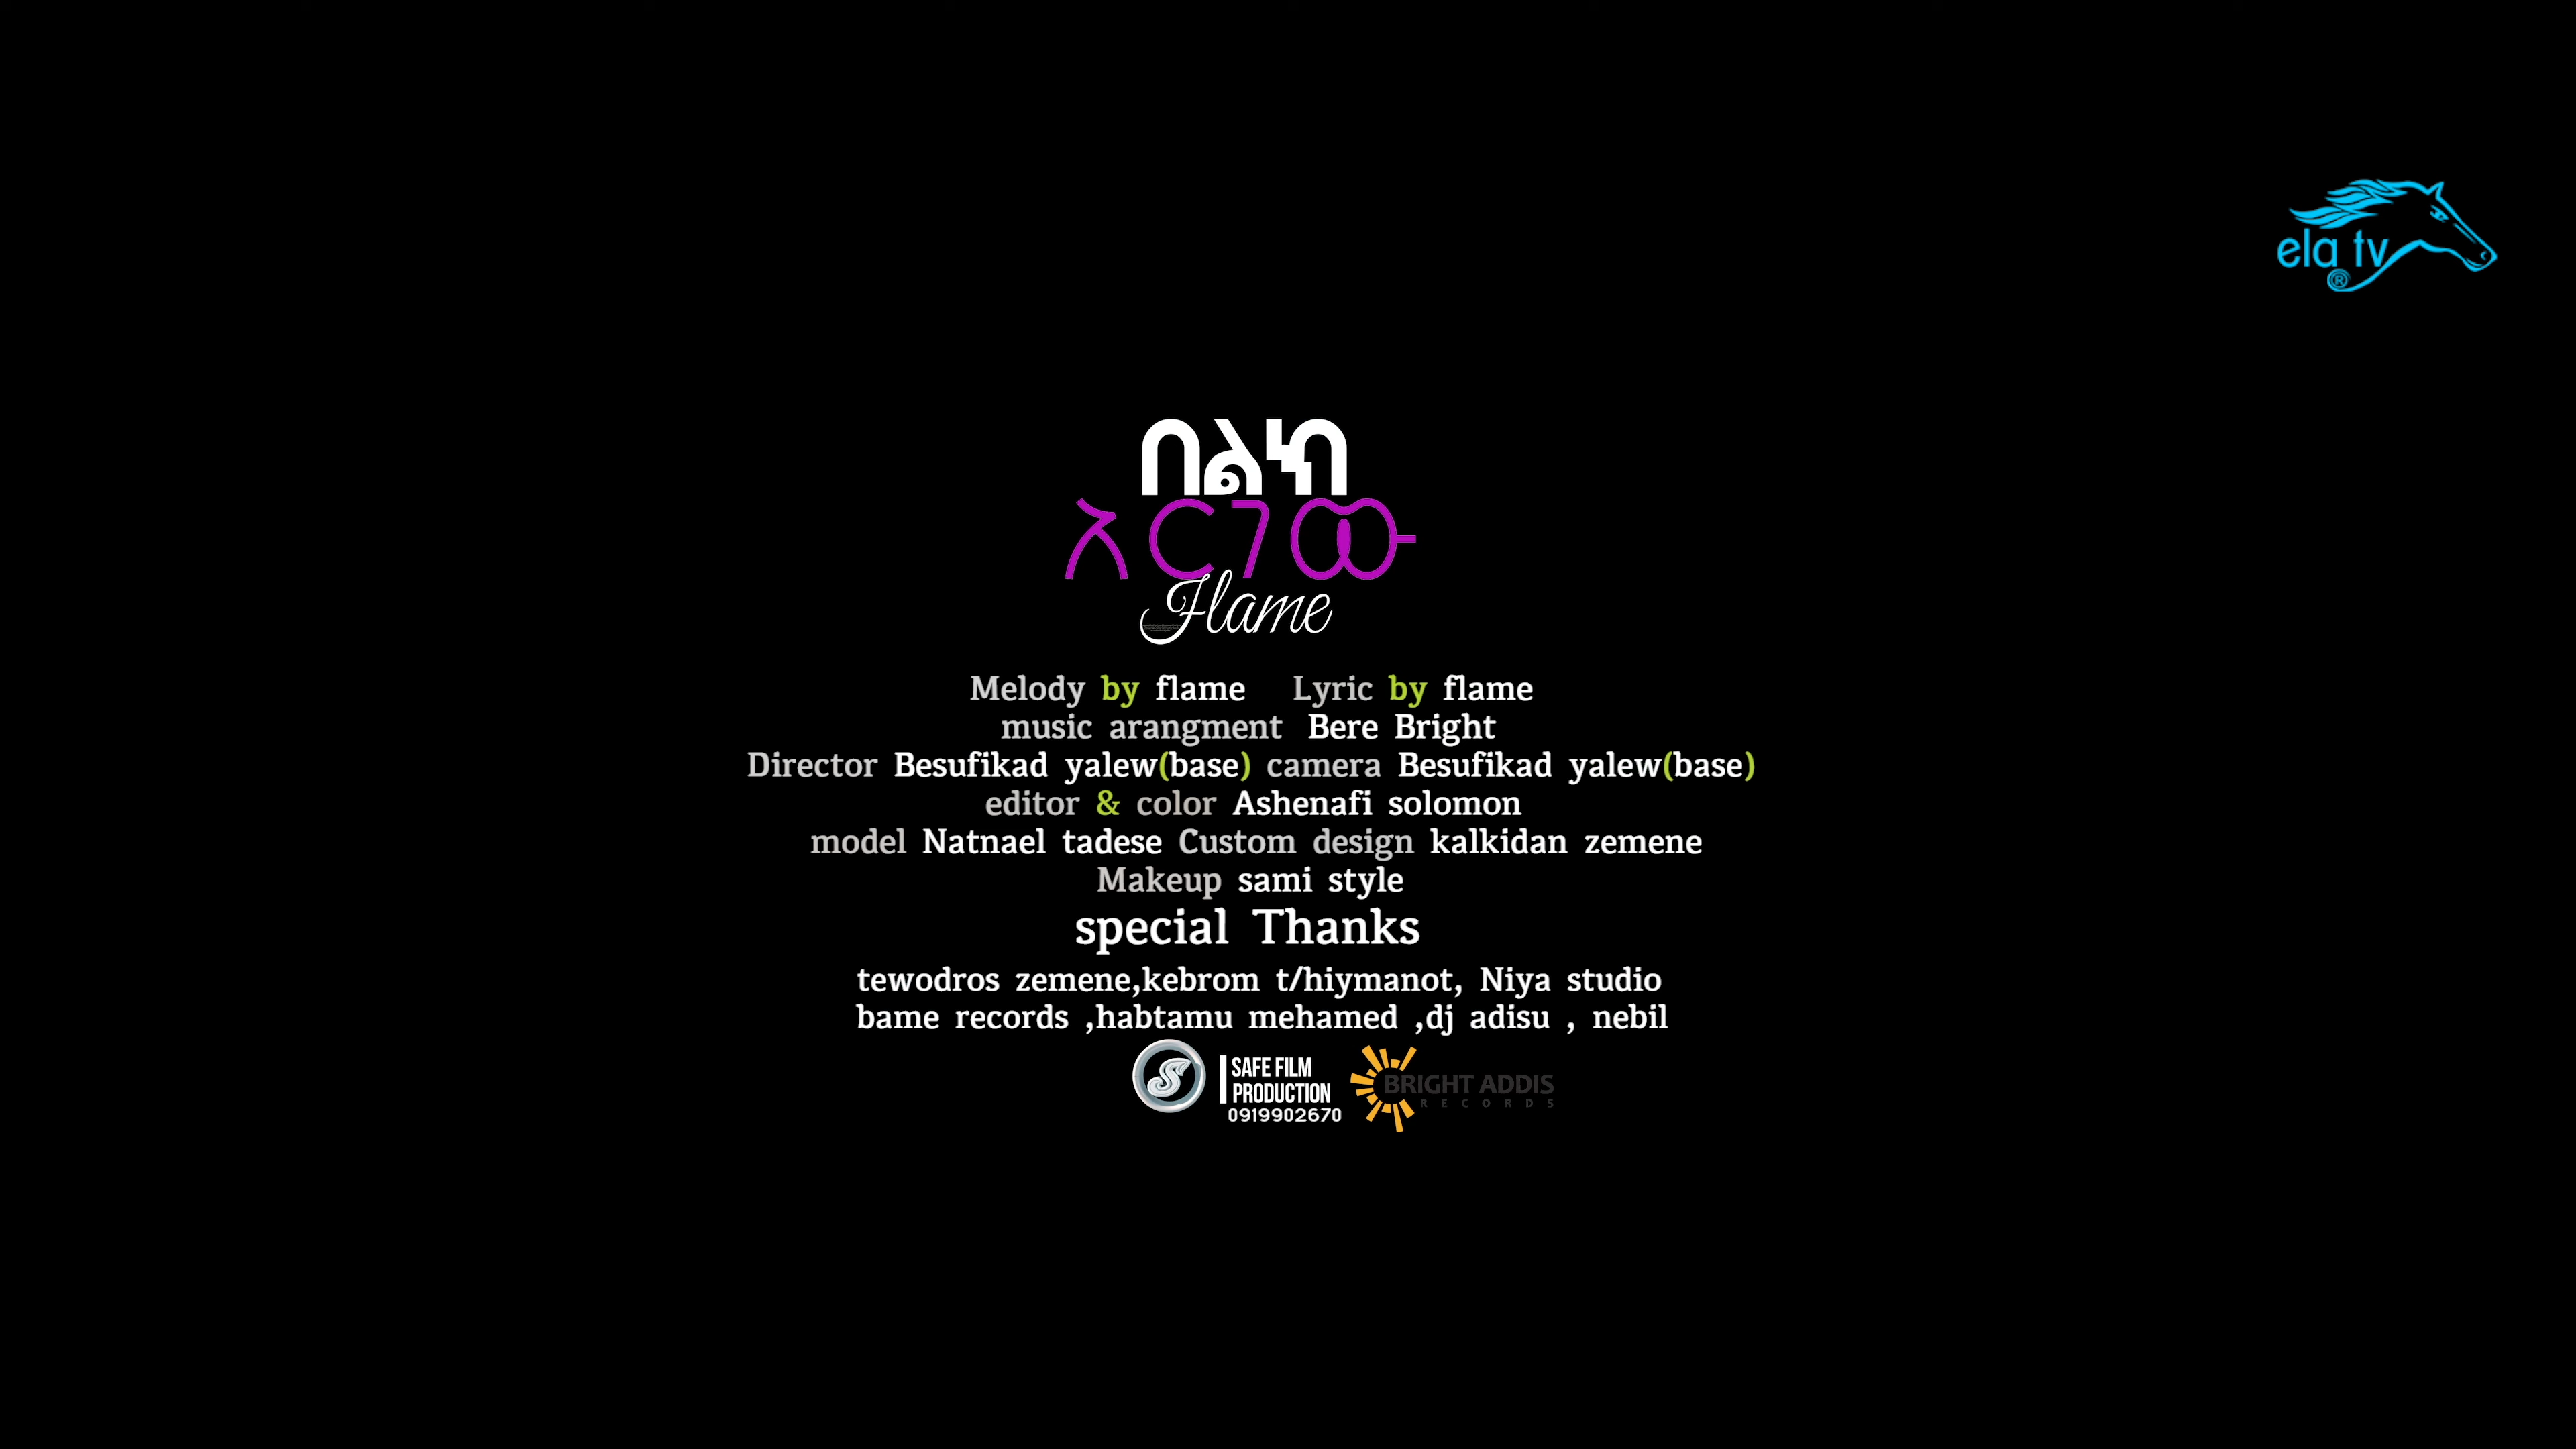 ela tv
®
በልኩ
አርገው
Flame
Melody by flame Lyric by flame
music arangment Bere Bright
Director Besufikad yalew(base) camera Besufikad yalew(base)
editor & color Ashenafi solomon
model Natnael tadese Custom design kalkidan zemene
Makeup sami style
special Thanks
tewodros zemene,kebrom t/hiymanot, Niya studio
bame records ,habtamu mehamed ,dj adisu , nebil
SAFE FILM
PRODUCTION
0919902670
BRIGHT ADDIS
RECORDS